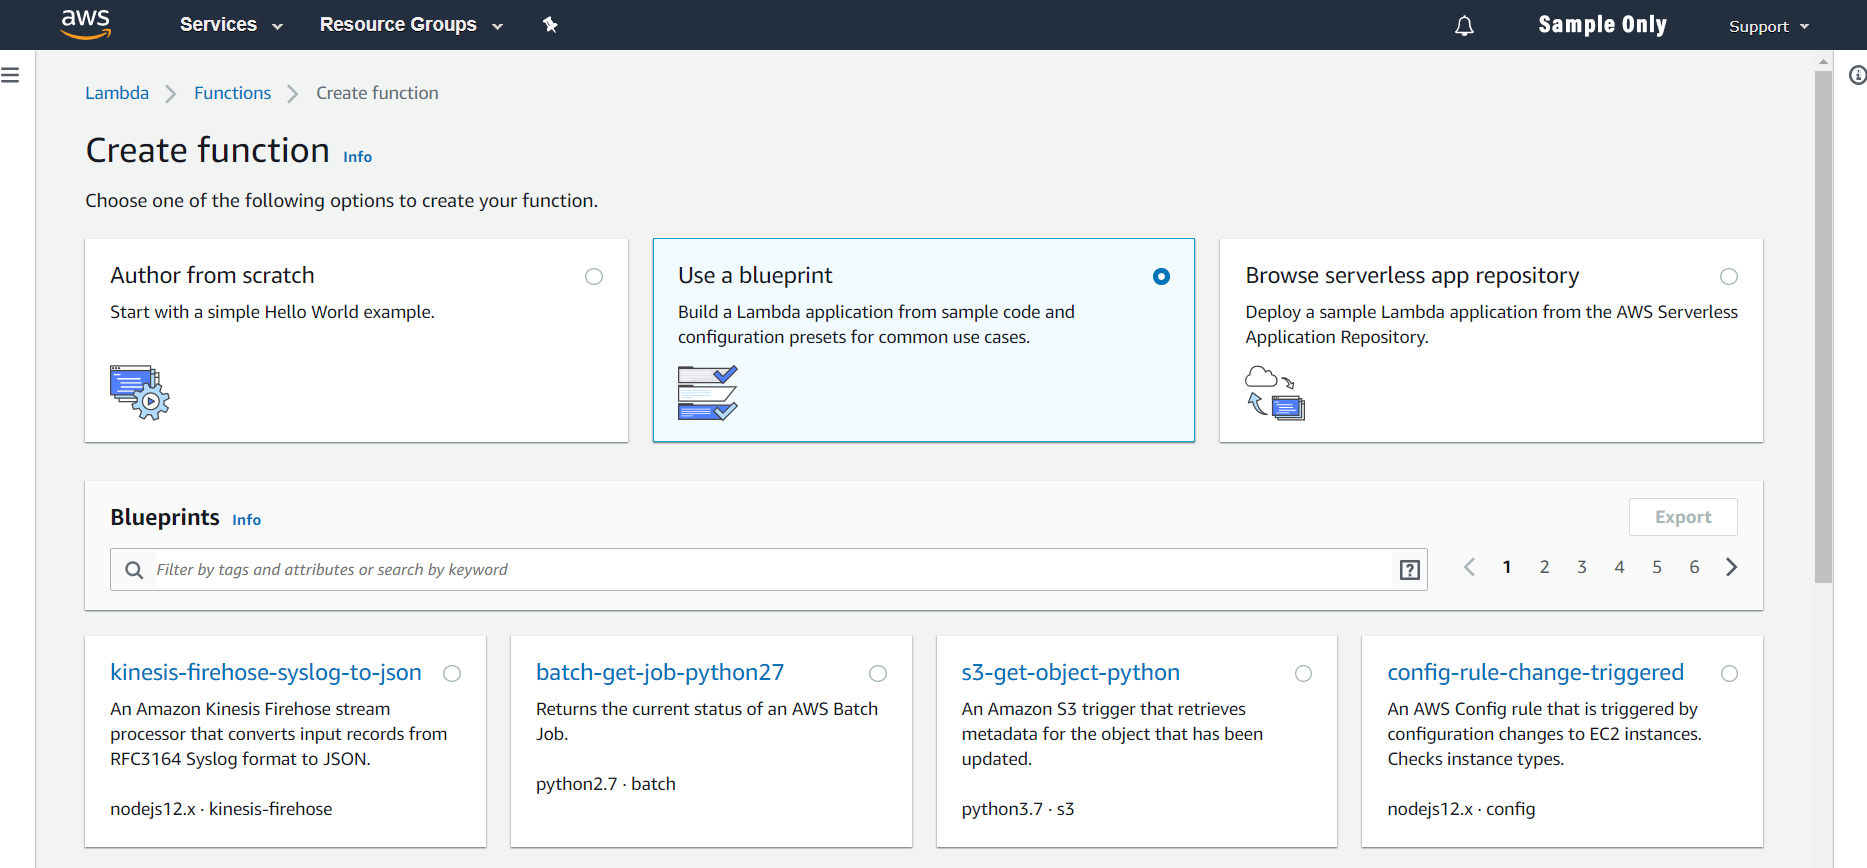 aws Services Resource Groups Sample Only Support
Lambda Functions Create function
Create function Info
Choose one of the following options to create your function.
Author from scratch
Start with a simple Hello World example.
Use a blueprint
Build a Lambda application from sample code and
configuration presets for common use cases.
Browse serverless app repository
Deploy a sample Lambda application from the AWS Serverless
Application Repository.
Blueprints Info
Export
Filter by tags and attributes or search by keyword
1 2 3 4 5 6
kinesis-firehose-syslog-to-json
An Amazon Kinesis Firehose stream
processor that converts input records from
RFC3164 Syslog format to JSON.
nodejs12.x · kinesis-firehose
batch-get-job-python27
Returns the current status of an AWS Batch
Job.
python2.7 · batch
s3-get-object-python
An Amazon S3 trigger that retrieves
metadata for the object that has been
updated.
python3.7 · s3
config-rule-change-triggered
An AWS Config rule that is triggered by
configuration changes to EC2 instances.
Checks instance types.
nodejs12.x · config